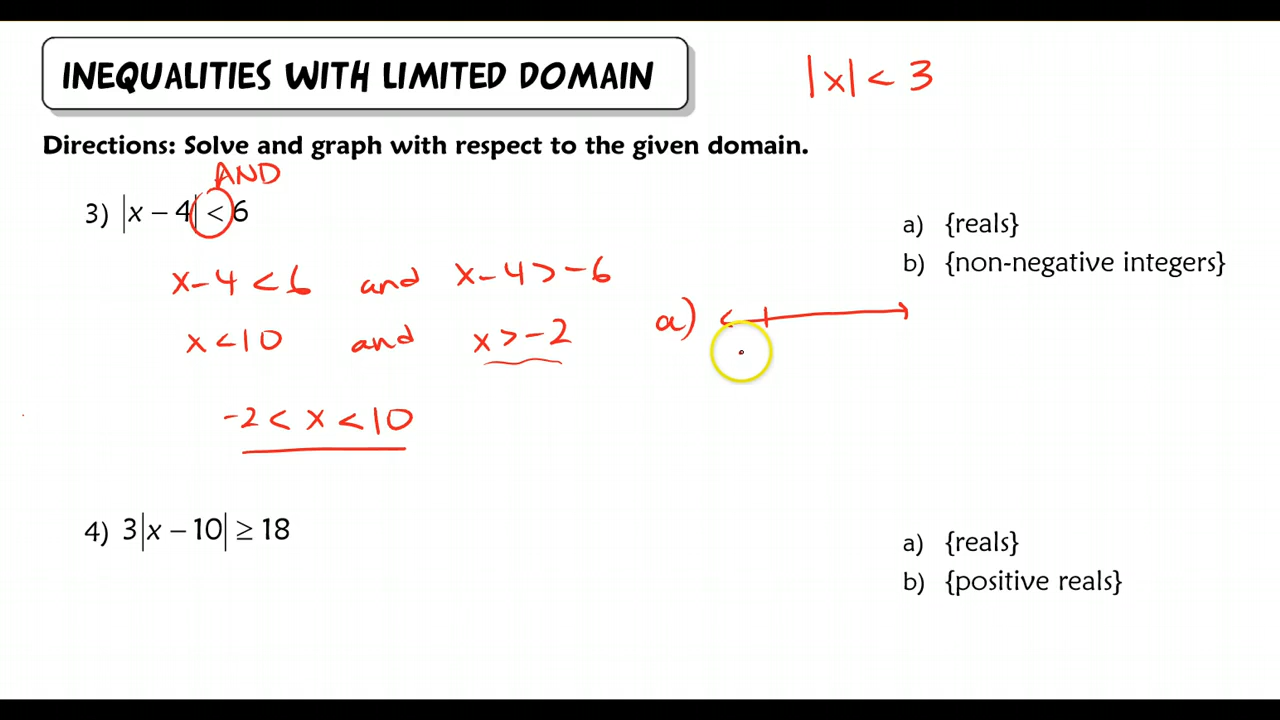 INEQUALITIES WITH LIMITED DOMAIN
|x| < 3
Directions: Solve and graph with respect to the given domain.
AND
3) |x – 4| < 6
a) {reals}
b) {non-negative integers}
x-4 < 6 and x-4 > -6
x < 10 and x > -2
a)
-2 < x < 10
4) 3|x – 10| ≥ 18
a) {reals}
b) {positive reals}